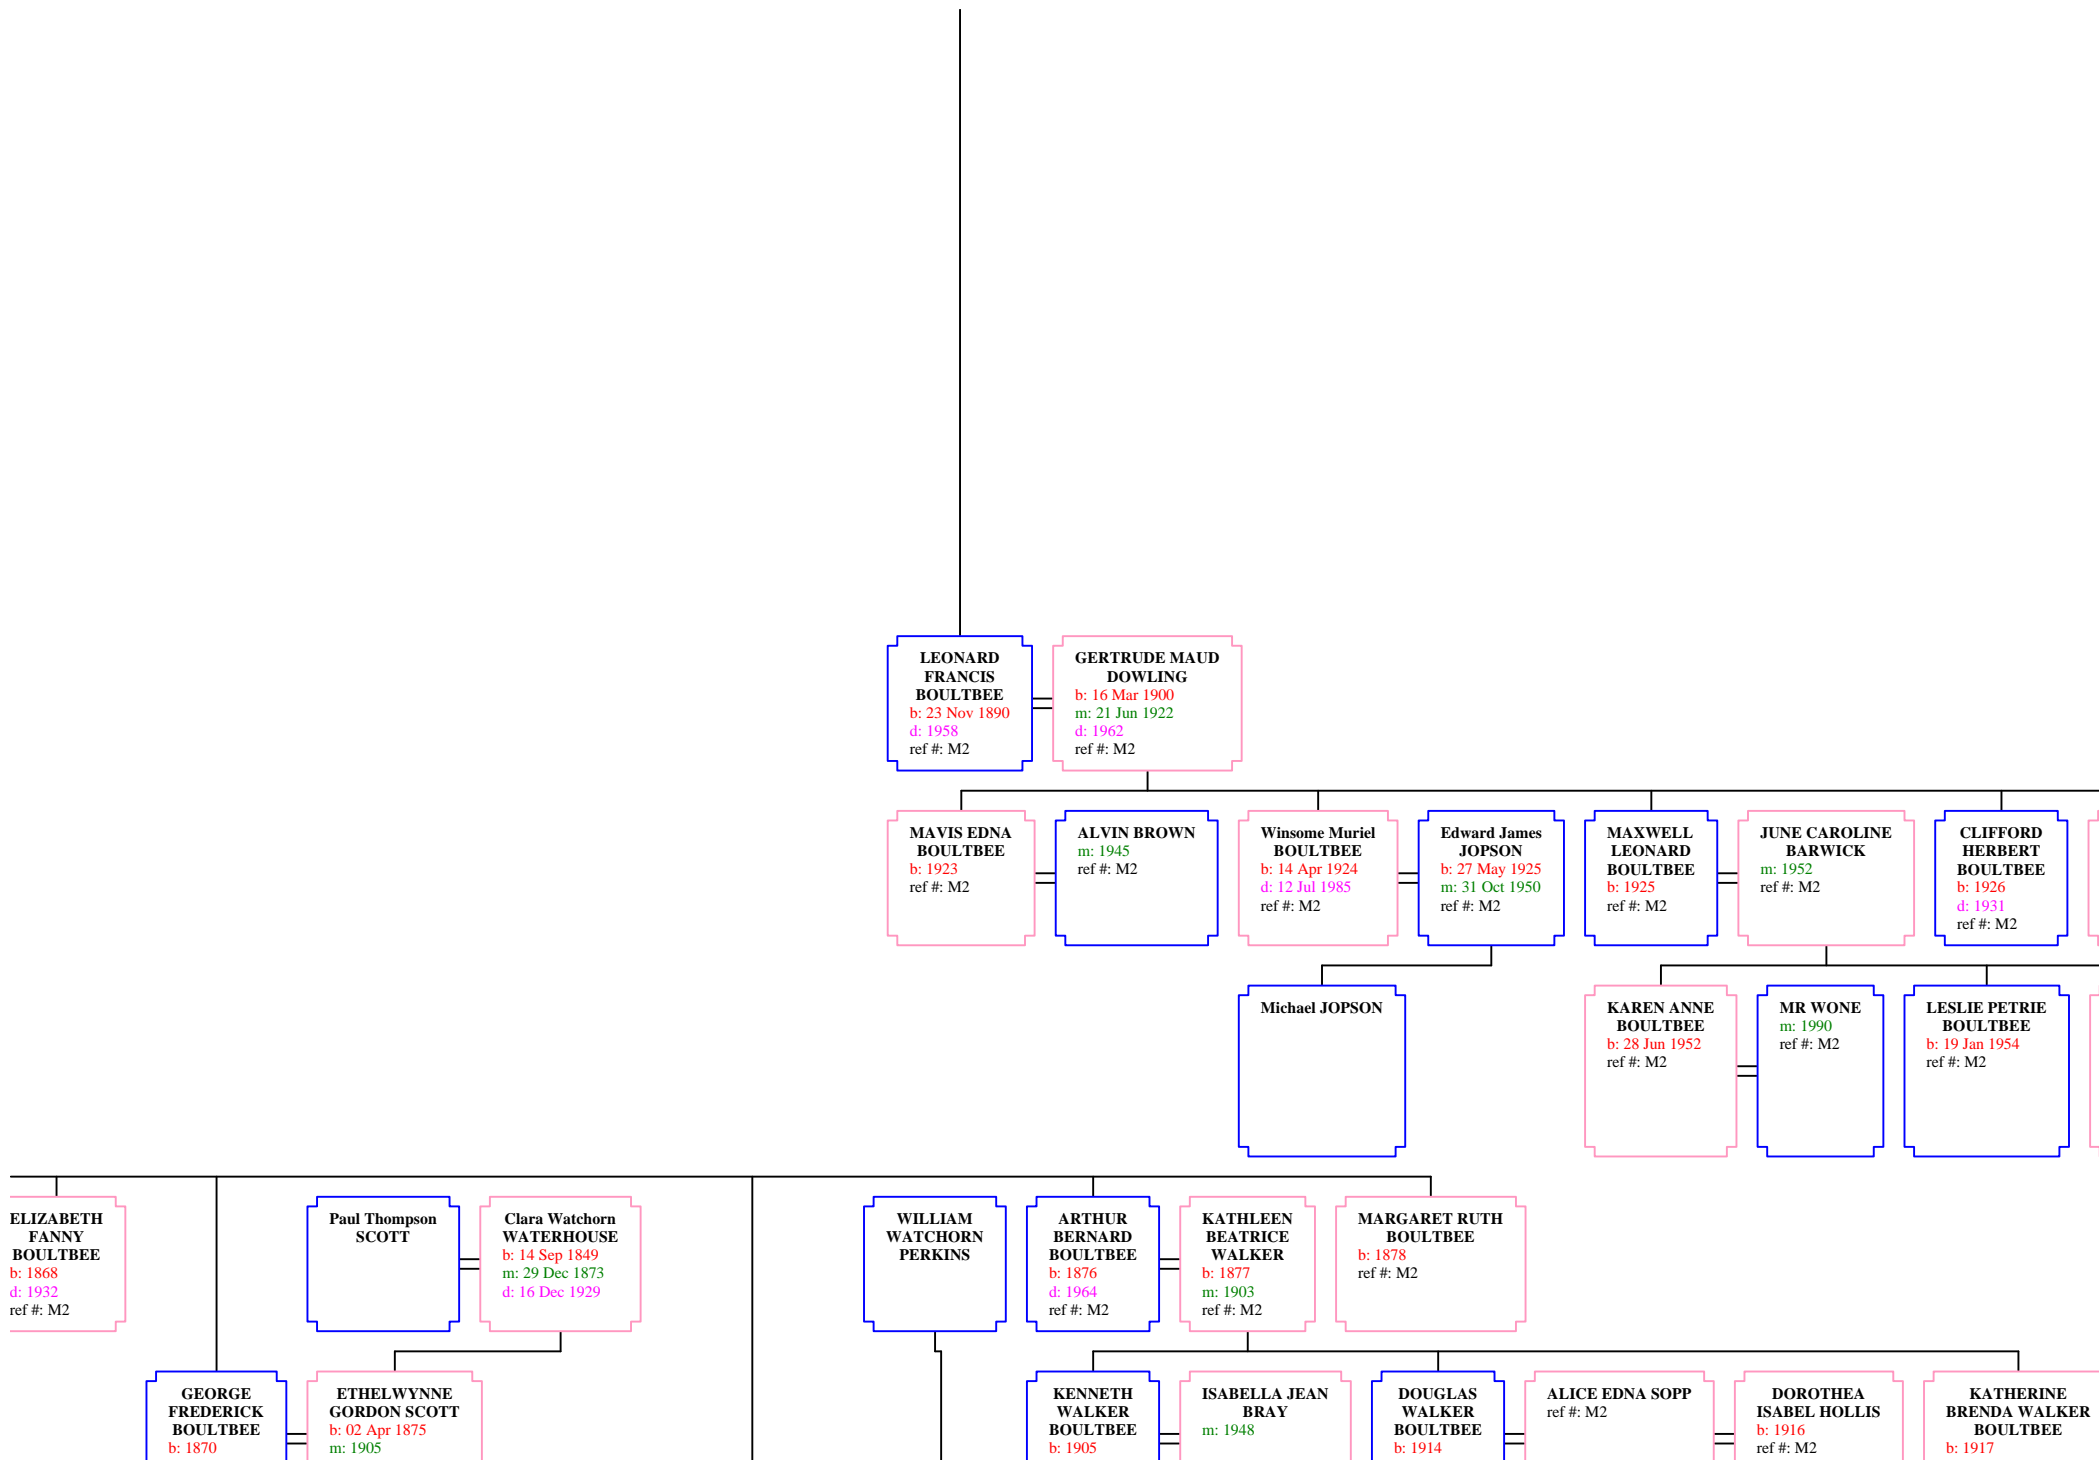 LEONARD
FRANCIS
BOULTBEE
b: 23 Nov 1890
d: 1958
ref #: M2
GERTRUDE MAUD
DOWLING
b: 16 Mar 1900
m: 21 Jun 1922
d: 1962
ref #: M2
MAVIS EDNA
BOULTBEE
b: 1923
ref #: M2
ALVIN BROWN
m: 1945
ref #: M2
Winsome Muriel
BOULTBEE
b: 14 Apr 1924
d: 12 Jul 1985
ref #: M2
Edward James
JOPSON
b: 27 May 1925
m: 31 Oct 1950
ref #: M2
MAXWELL
LEONARD
BOULTBEE
b: 1925
ref #: M2
JUNE CAROLINE
BARWICK
m: 1952
ref #: M2
CLIFFORD
HERBERT
BOULTBEE
b: 1926
d: 1931
ref #: M2
Michael JOPSON
KAREN ANNE
BOULTBEE
b: 28 Jun 1952
ref #: M2
MR WONE
m: 1990
ref #: M2
LESLIE PETRIE
BOULTBEE
b: 19 Jan 1954
ref #: M2
ELIZABETH
FANNY
BOULTBEE
b: 1868
d: 1932
ref #: M2
Paul Thompson
SCOTT
Clara Watchorn
WATERHOUSE
b: 14 Sep 1849
m: 29 Dec 1873
d: 16 Dec 1929
WILLIAM
WATCHORN
PERKINS
ARTHUR
BERNARD
BOULTBEE
b: 1876
d: 1964
ref #: M2
KATHLEEN
BEATRICE
WALKER
b: 1877
m: 1903
ref #: M2
MARGARET RUTH
BOULTBEE
b: 1878
ref #: M2
GEORGE
FREDERICK
BOULTBEE
b: 1870
ETHELWYNNE
GORDON SCOTT
b: 02 Apr 1875
m: 1905
KENNETH
WALKER
BOULTBEE
b: 1905
ISABELLA JEAN
BRAY
m: 1948
DOUGLAS
WALKER
BOULTBEE
b: 1914
ALICE EDNA SOPP
ref #: M2
DOROTHEA
ISABEL HOLLIS
b: 1916
ref #: M2
KATHERINE
BRENDA WALKER
BOULTBEE
b: 1917